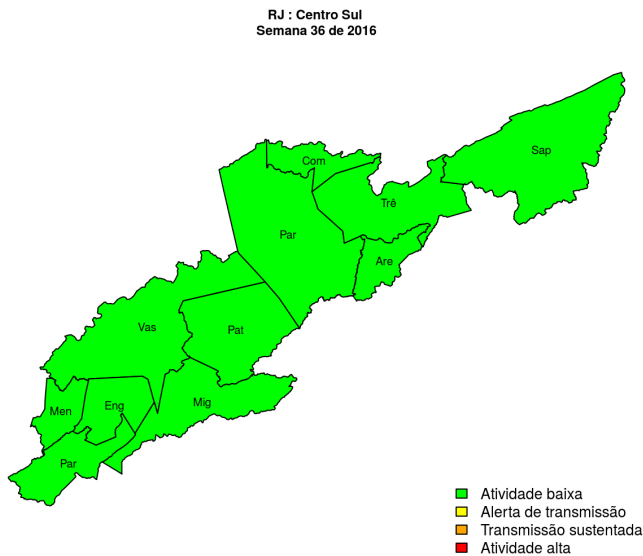 RJ : Centro Sul
Semana 36 de 2016
Sap
Com
Trê
Par
Are
Vas
Pat
Mig
Eng
Men
Par
Atividade baixa
Alerta de transmissão
Transmissão sustentada
Atividade alta